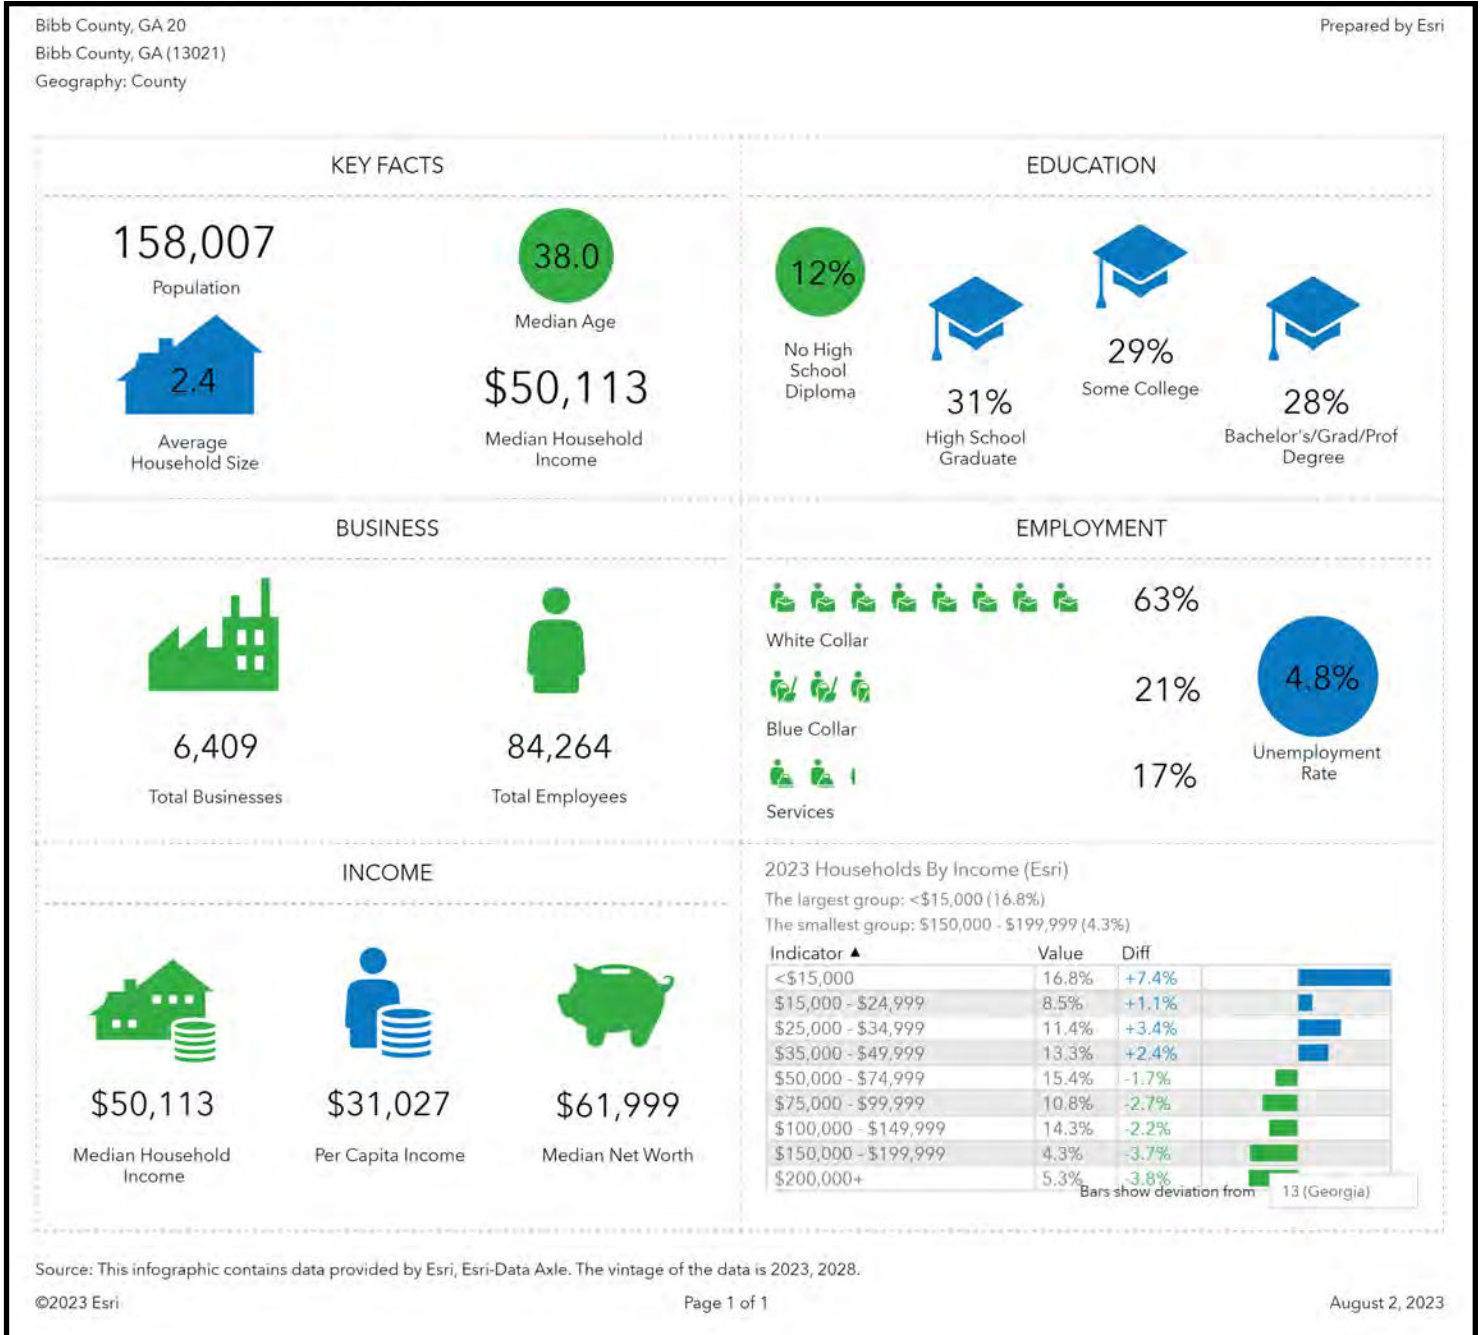 Bibb County, GA 20
Prepared by Esri
Bibb County, GA (13021)
Geography: County
KEY FACTS
158,007
Population
38.0
Median Age
2.4
Average
Household Size
$50,113
Median Household
Income
EDUCATION
12%
No High
School
Diploma
31%
High School
Graduate
29%
Some College
28%
Bachelor's/Grad/Prof
Degree
BUSINESS
6,409
Total Businesses
84,264
Total Employees
EMPLOYMENT
63%
White Collar
21%
Blue Collar
17%
Services
4.8%
Unemployment
Rate
INCOME
$50,113
Median Household
Income
$31,027
Per Capita Income
$61,999
Median Net Worth
2023 Households By Income (Esri)
The largest group: <$15,000 (16.8%)
The smallest group: $150,000 - $199,999 (4.3%)
Indicator ▲ Value Diff
<$15,000 16.8% +7.4%
$15,000 - $24,999 8.5% +1.1%
$25,000 - $34,999 11.4% +3.4%
$35,000 - $49,999 13.3% +2.4%
$50,000 - $74,999 15.4% -1.7%
$75,000 - $99,999 10.8% -2.7%
$100,000 - $149,999 14.3% -2.2%
$150,000 - $199,999 4.3% -3.7%
$200,000+ 5.3% -3.8%
Bars show deviation from 13 (Georgia)
Source: This infographic contains data provided by Esri, Esri-Data Axle. The vintage of the data is 2023, 2028.
©2023 Esri Page 1 of 1 August 2, 2023